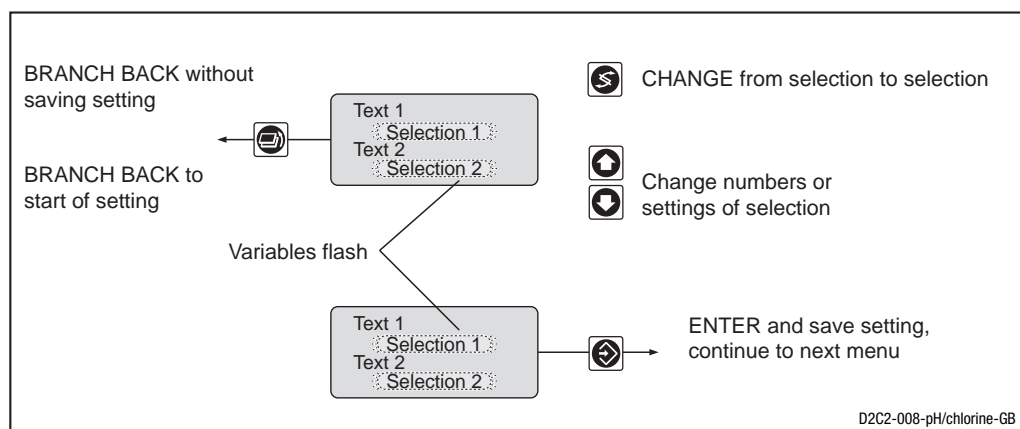 BRANCH BACK without
saving setting
BRANCH BACK to
start of setting
Text 1
Selection 1
Text 2
Selection 2
CHANGE from selection to selection
Change numbers or
settings of selection
Variables flash
Text 1
Selection 1
Text 2
Selection 2
ENTER and save setting,
continue to next menu
D2C2-008-pH/chlorine-GB